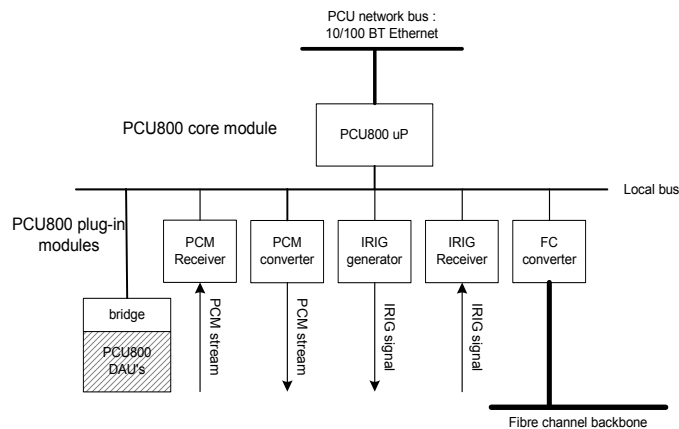 PCU network bus :
10/100 BT Ethernet
PCU800 core module
PCU800 uP
Local bus
PCU800 plug-in
modules
PCM
Receiver
PCM
converter
IRIG
generator
IRIG
Receiver
FC
converter
bridge
PCU800
DAU's
PCM stream
PCM stream
IRIG signal
IRIG signal
Fibre channel backbone